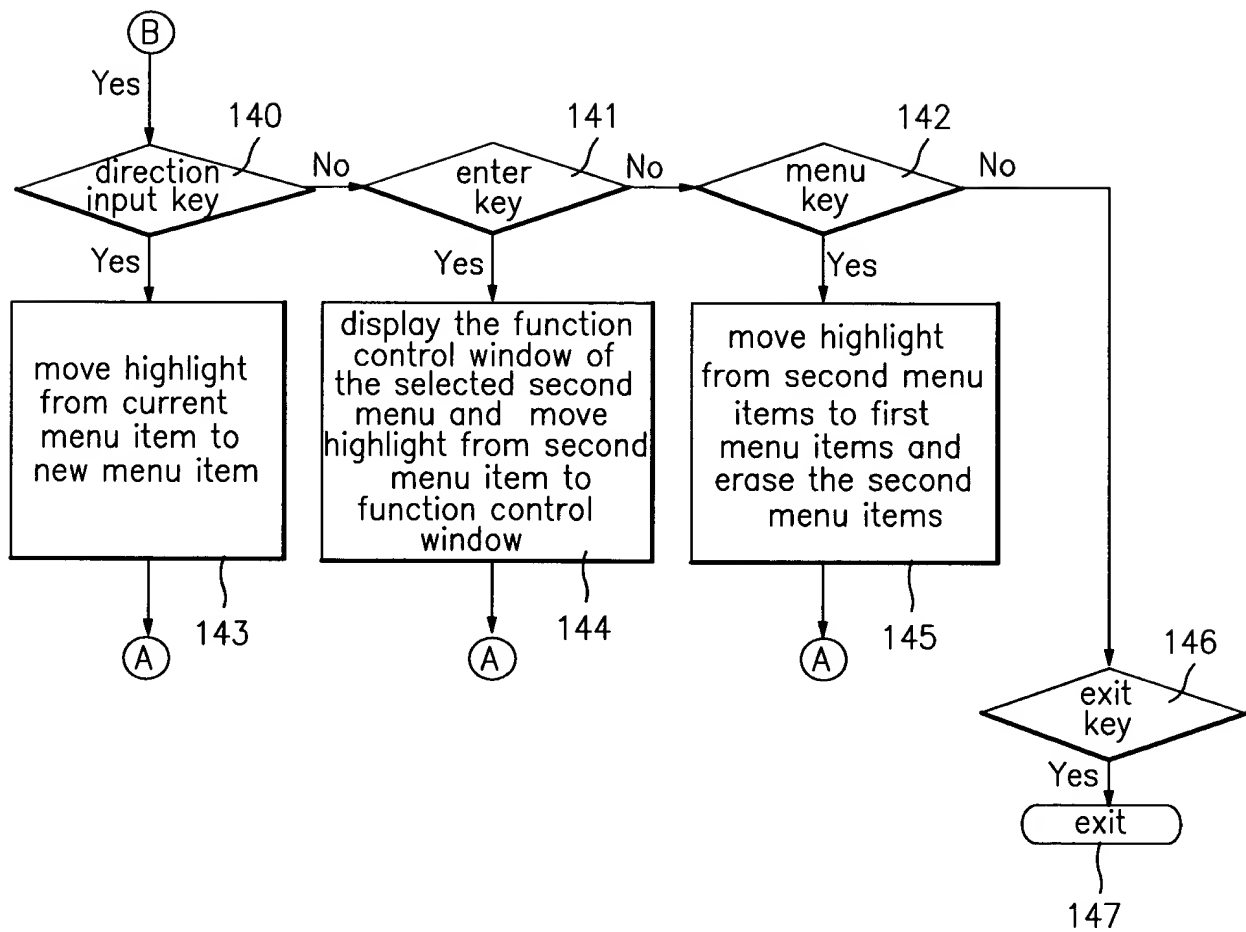 B
Yes
140
direction
input key
No
141
enter
key
No
142
menu
key
No
Yes
Yes
Yes
move highlight
from current
menu item to
new menu item
143
A
display the function
control window of
the selected second
menu and move
highlight from second
menu item to
function control
window
144
A
move highlight
from second menu
items to first
menu items and
erase the second
menu items
145
A
146
exit
key
Yes
exit
147